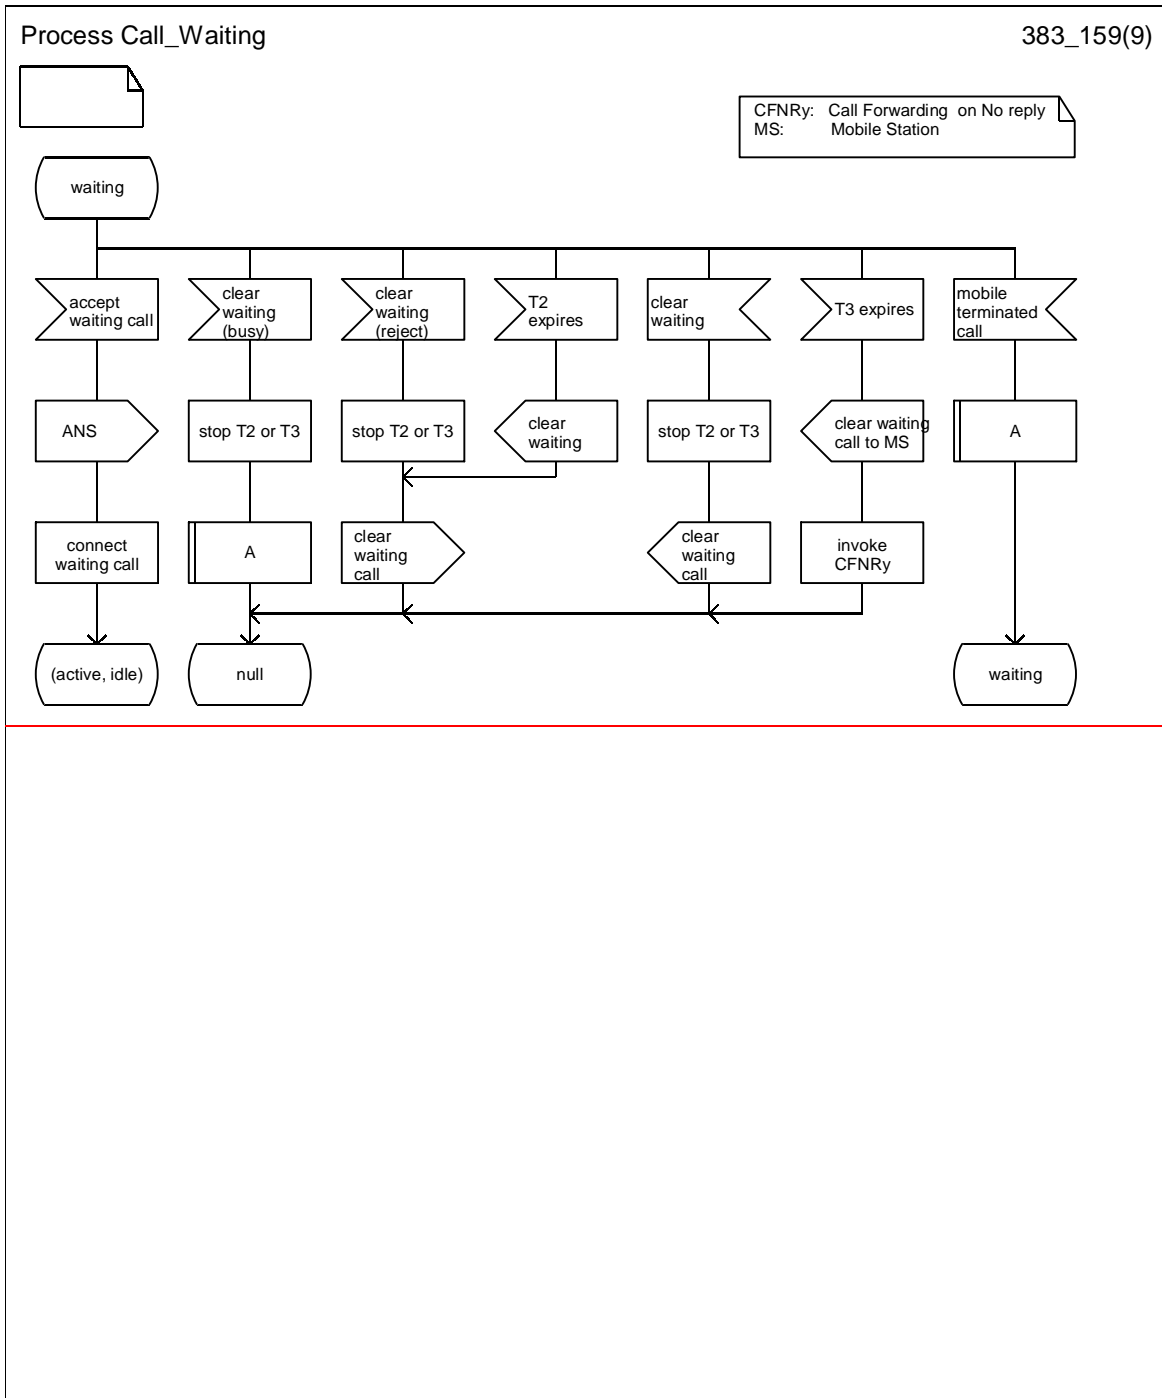 Process Call_Waiting
383_159(9)
CFNRy: Call Forwarding on No reply
MS: Mobile Station
waiting
accept
waiting call
clear
waiting
(busy)
clear
waiting
(reject)
T2
expires
clear
waiting
T3 expires
mobile
terminated
call
ANS
stop T2 or T3
stop T2 or T3
clear
waiting
stop T2 or T3
clear waiting
call to MS
A
connect
waiting call
A
clear
waiting
call
clear
waiting
call
invoke
CFNRy
(active, idle)
null
waiting